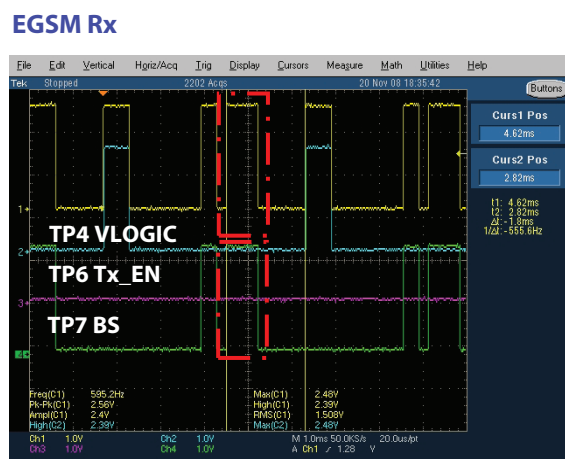 EGSM Rx
File Edit Vertical Horiz/Acq Trig Display Cursors Measure Math Utilities Help
Tek Stopped 2202 Acqs 20 Nov 08 18:35:42
Buttons
Curs1 Pos
4.62ms
Curs2 Pos
2.82ms
t1: 4.62ms
t2: 2.82ms
Δt: -1.8ms
1/Δt: -555.6Hz
1
TP4 VLOGIC
2
TP6 Tx_EN
3
TP7 BS
4
Freq(C1) 595.2Hz Max(C1) 2.48V
Pk-Pk(C1) 2.56V High(C1) 2.39V
Ampl(C1) 2.4V RMS(C1) 1.508V
High(C2) 2.39V Max(C2) 2.48V
Ch1 1.0V Ch2 1.0V M 1.0ms 50.0KS/s 20.0us/pt
Ch3 1.0V Ch4 1.0V A Ch1 1.28 V